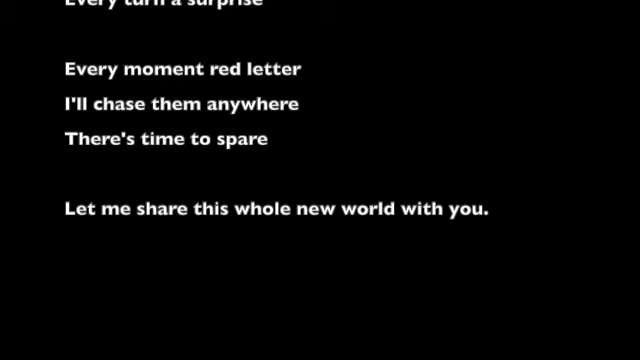 Every turn a surprise
Every moment red letter
I'll chase them anywhere
There's time to spare
Let me share this whole new world with you.